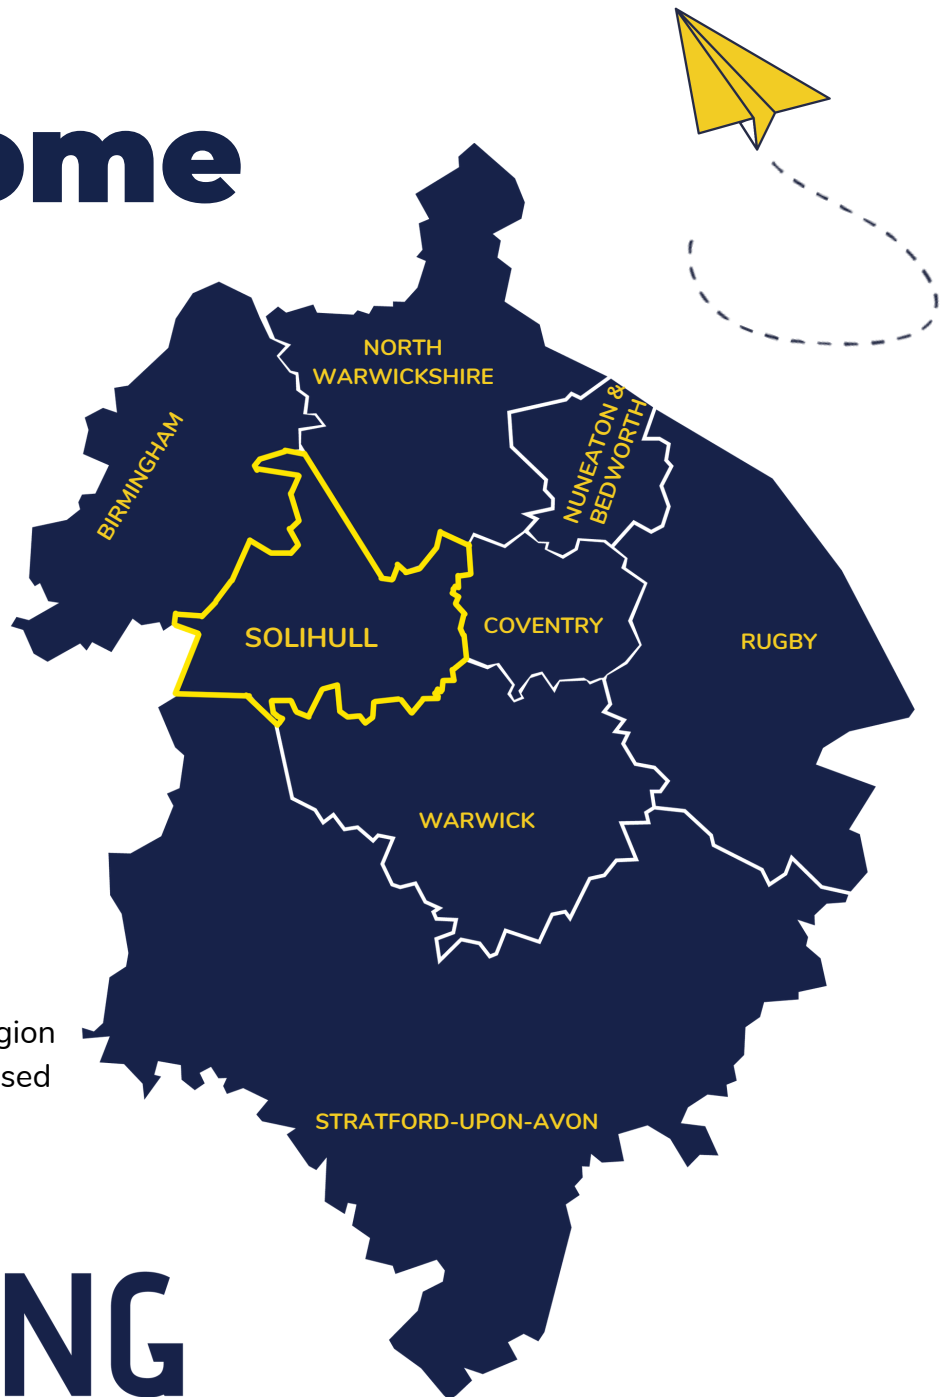 ome
NORTH
WARWICKSHIRE
NUNEATON &
BEDWORTH
BIRMINGHAM
SOLIHULL
COVENTRY
RUGBY
WARWICK
gion
sed
STRATFORD-UPON-AVON
NG